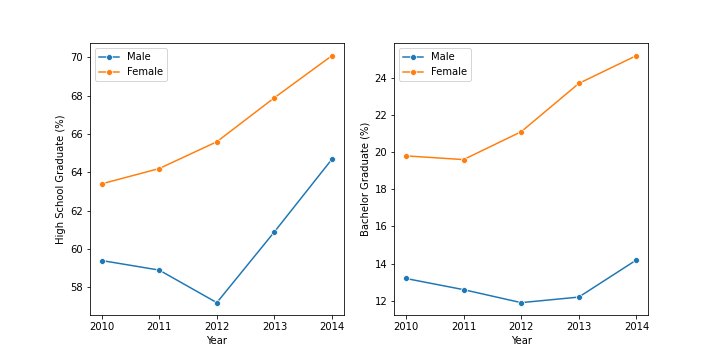 High School Graduate (%)
70
68
66
64
62
60
58
Male
Female
2010 2011 2012 2013 2014
Year
Bachelor Graduate (%)
24
22
20
18
16
14
12
Male
Female
2010 2011 2012 2013 2014
Year